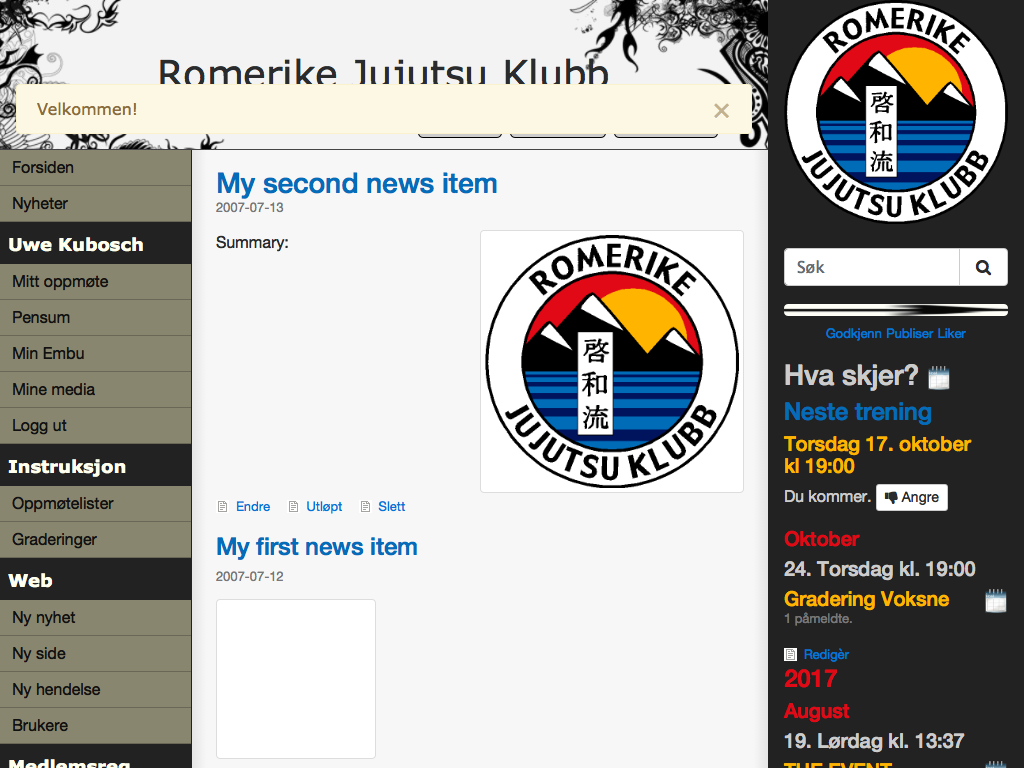 Romerike Jujutsu Klubb
Velkommen!
×
Forsiden
Nyheter
Uwe Kubosch
Mitt oppmøte
Pensum
Min Embu
Mine media
Logg ut
Instruksjon
Oppmøtelister
Graderinger
Web
Ny nyhet
Ny side
Ny hendelse
Brukere
Medlemsreg
My second news item
2007-07-13
Summary:
ROMERIKE
啓和流
JUJUTSU KLUBB
Endre Utløpt Slett
My first news item
2007-07-12
ROMERIKE
啓和流
JUJUTSU KLUBB
Søk
Godkjenn Publiser Liker
Hva skjer?
Neste trening
Torsdag 17. oktober
kl 19:00
Du kommer. Angre
Oktober
24. Torsdag kl. 19:00
Gradering Voksne
1 påmeldte.
Redigèr
2017
August
19. Lørdag kl. 13:37
THE EVENT